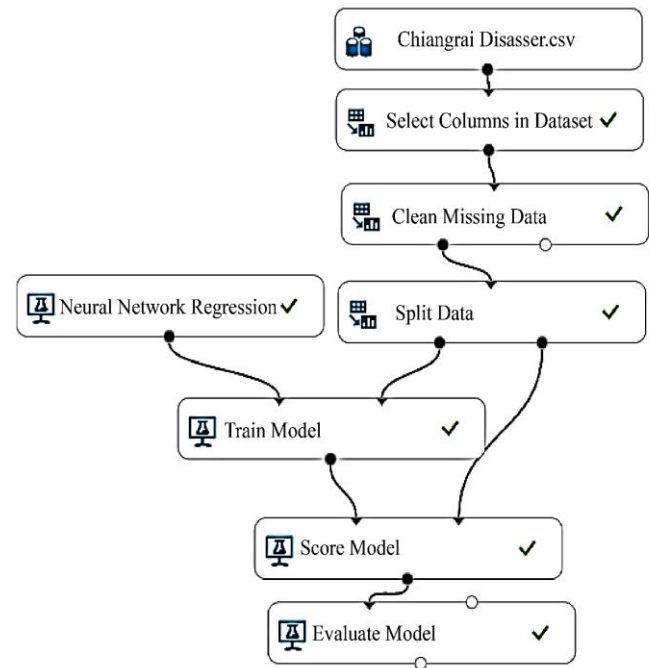 Chiangrai Disasser.csv
Select Columns in Dataset
Clean Missing Data
Neural Network Regression
Split Data
Train Model
Score Model
Evaluate Model